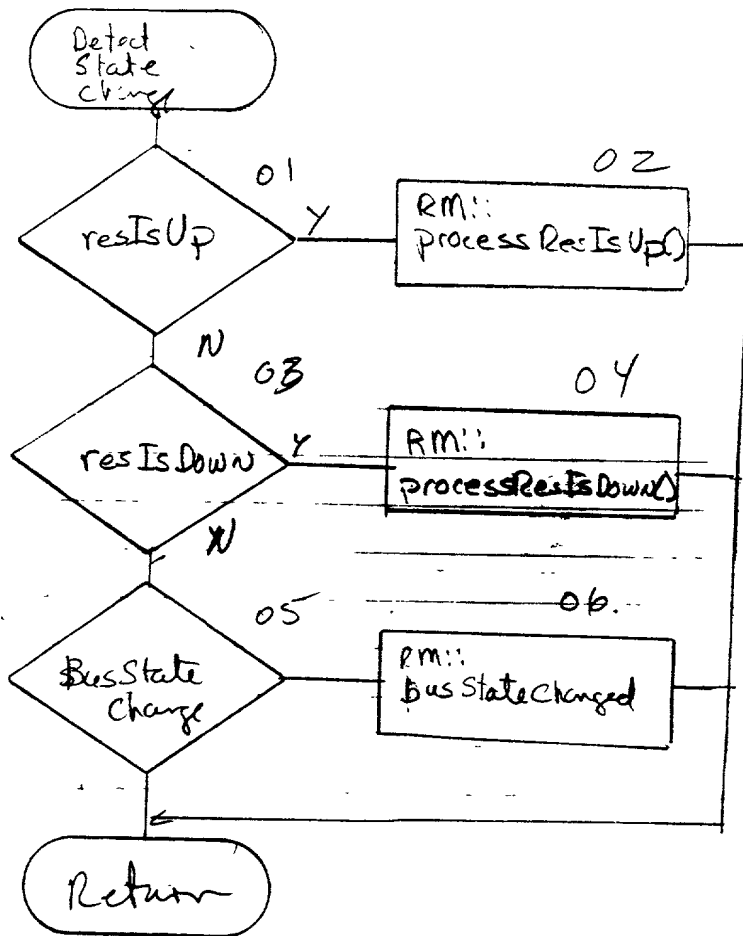 Detect
State
Change
01
02
resIsUp
Y
RM::
processResIsUp()
N
03
04
resIsDOWN
Y
RM::
processResIsDOWN()
N
05
06.
BusState
Change
RM::
BusStateChanged
Return